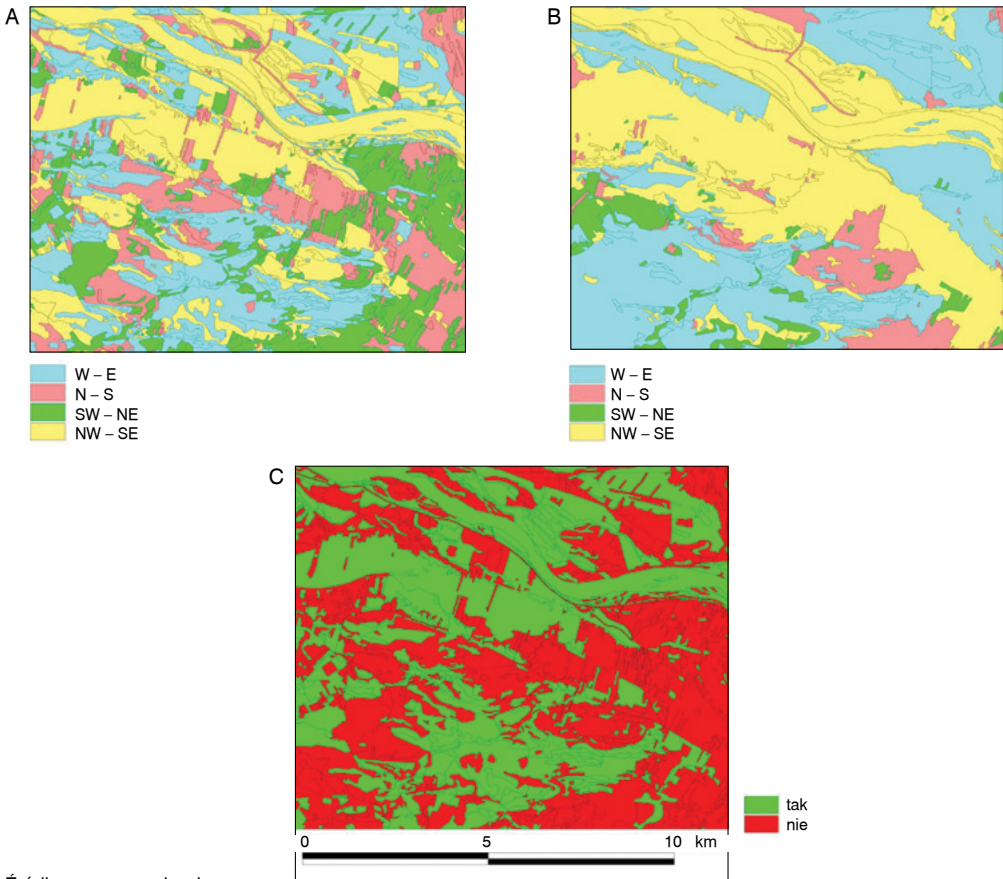 A
B
W – E
N – S
SW – NE
NW – SE
W – E
N – S
SW – NE
NW – SE
C
tak
nie
0 5 10 km